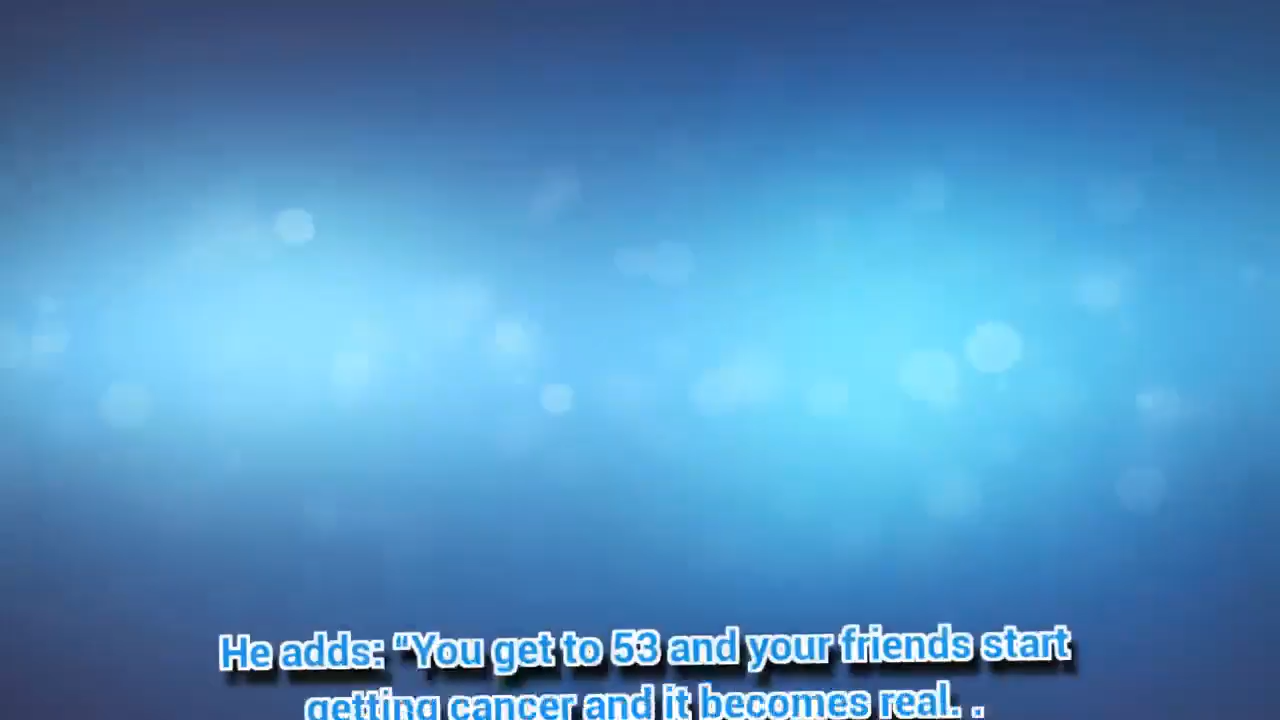 He adds: “You get to 53 and your friends start
getting cancer and it becomes real. .